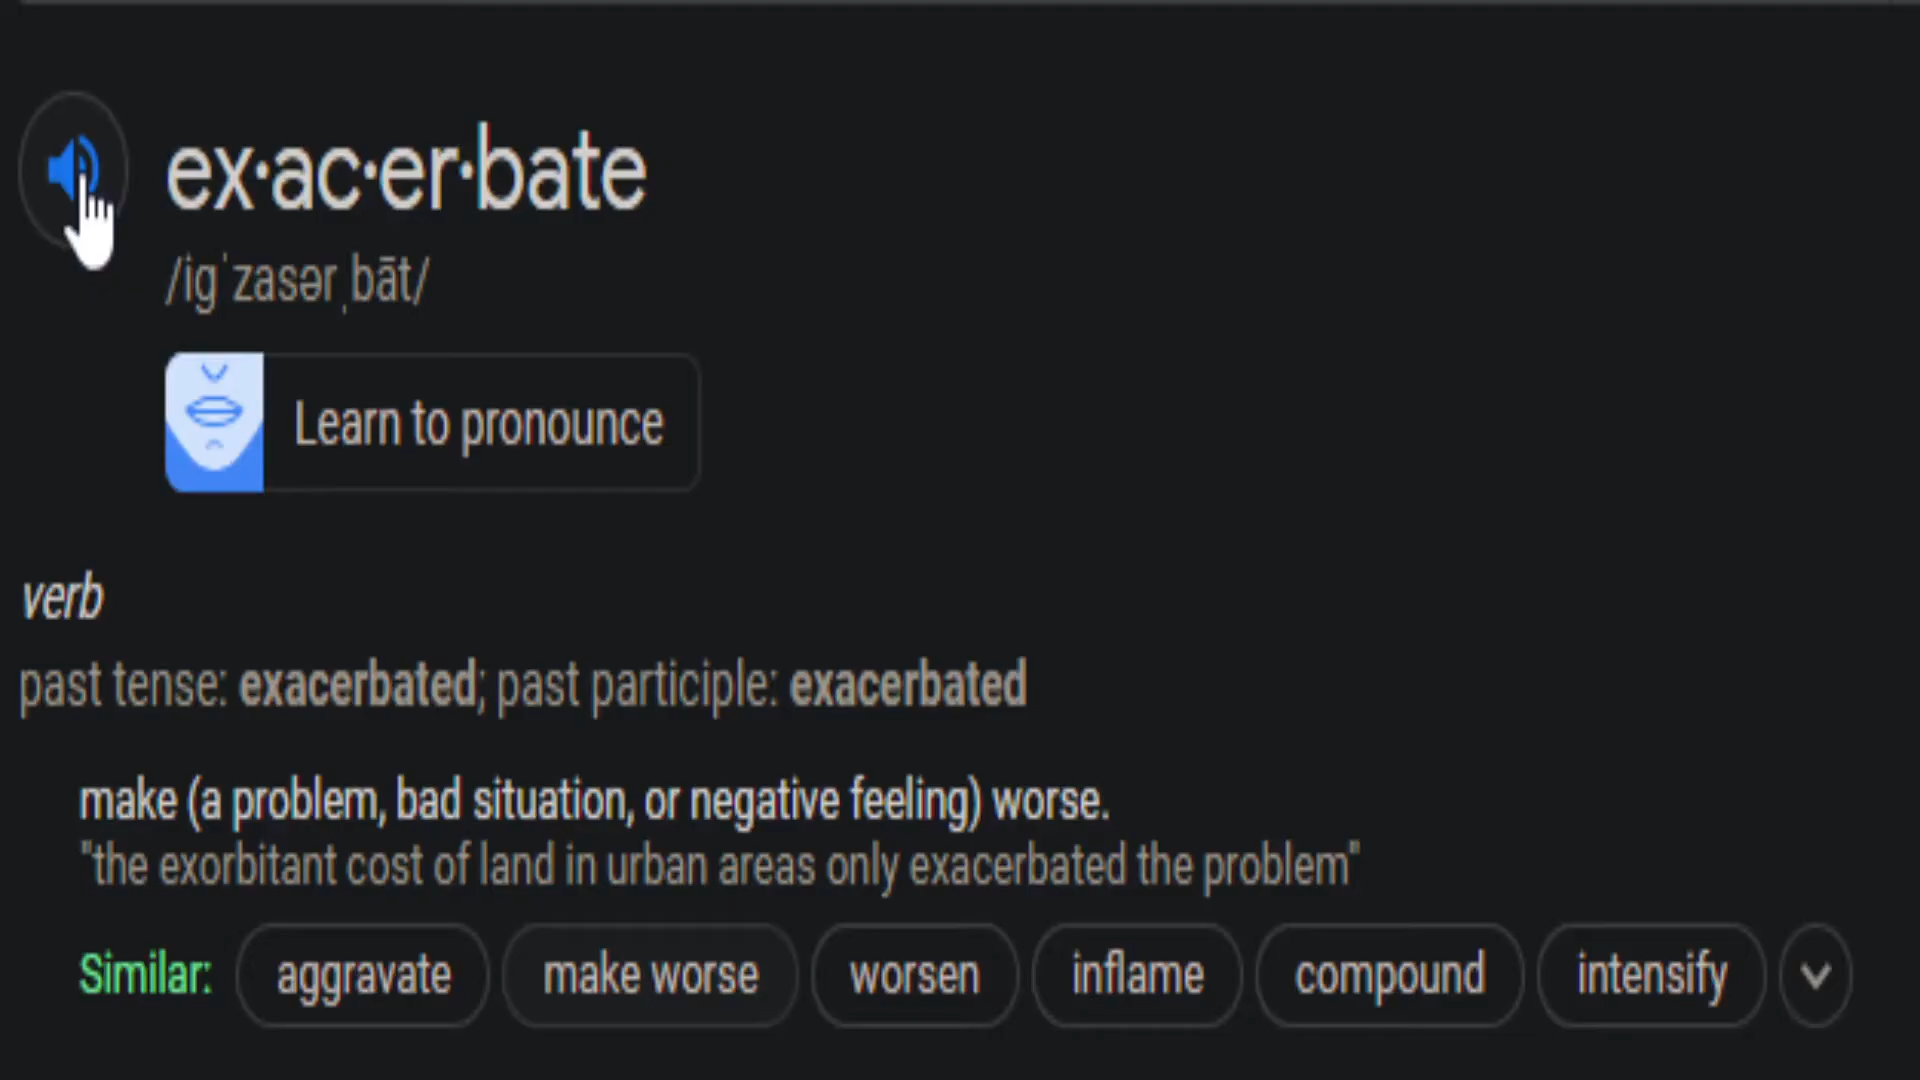 ex·ac·er·bate
/iɡˈzasərˌbāt/
Learn to pronounce
verb
past tense: exacerbated; past participle: exacerbated
make (a problem, bad situation, or negative feeling) worse.
"the exorbitant cost of land in urban areas only exacerbated the problem"
Similar: aggravate make worse worsen inflame compound intensify